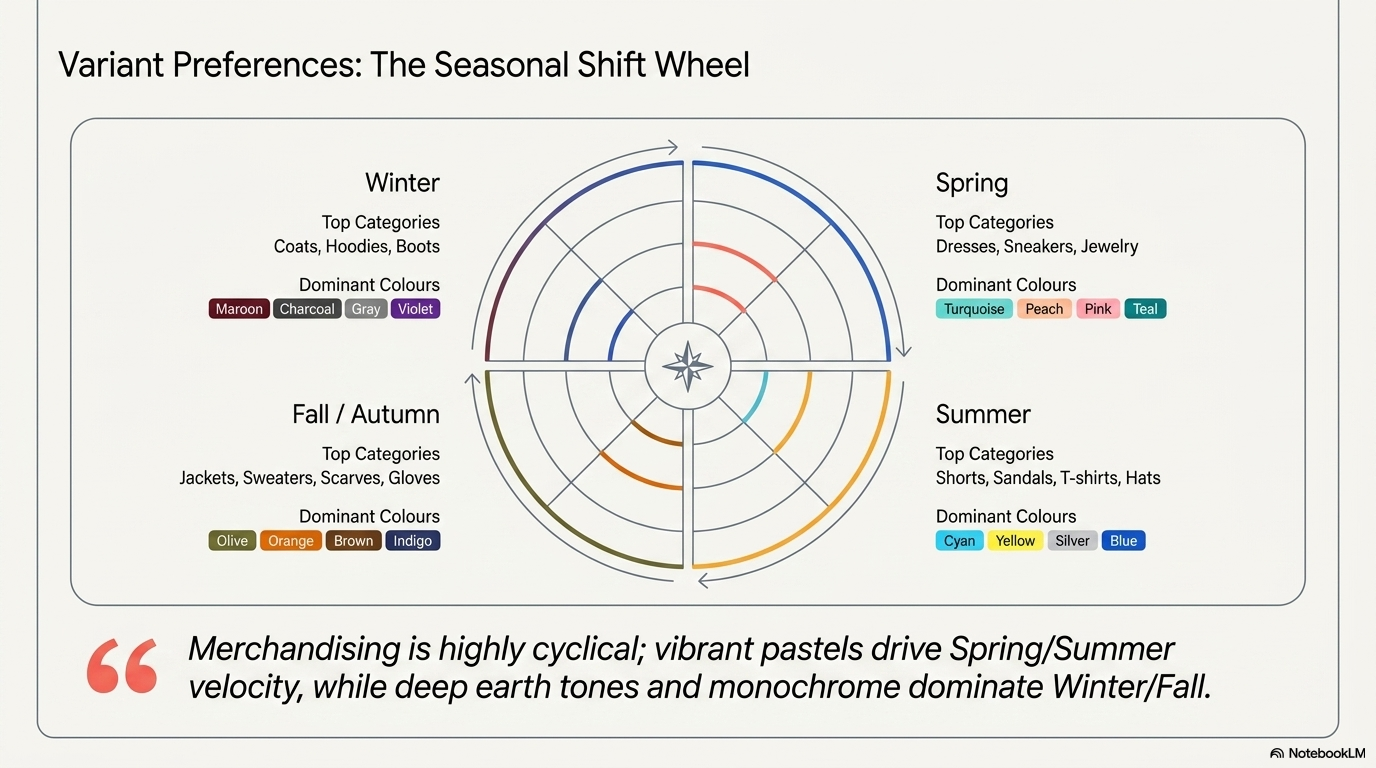 Variant Preferences: The Seasonal Shift Wheel
Winter
Top Categories
Coats, Hoodies, Boots
Dominant Colours
Maroon Charcoal Gray Violet
Spring
Top Categories
Dresses, Sneakers, Jewelry
Dominant Colours
Turquoise Peach Pink Teal
Fall / Autumn
Top Categories
Jackets, Sweaters, Scarves, Gloves
Dominant Colours
Olive Orange Brown Indigo
Summer
Top Categories
Shorts, Sandals, T-shirts, Hats
Dominant Colours
Cyan Yellow Silver Blue
“Merchandising is highly cyclical; vibrant pastels drive Spring/Summer
velocity, while deep earth tones and monochrome dominate Winter/Fall.
NotebookLM